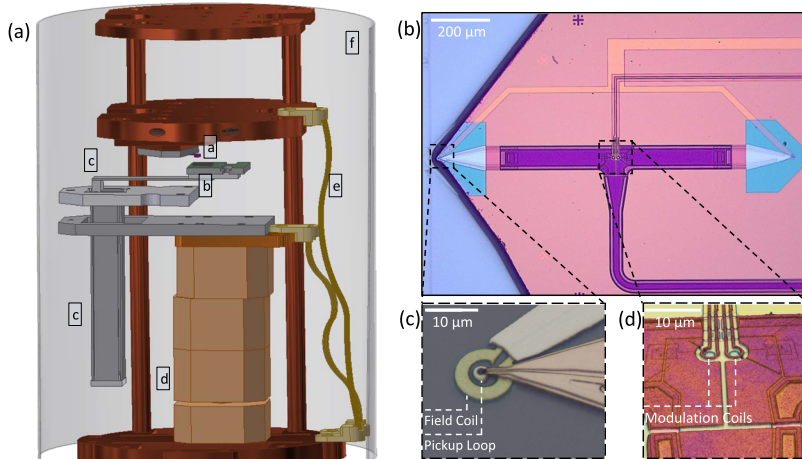 (a)
f
a
c
b
e
c
d
(b)
200 μm
(c)
10 μm
Field Coil
Pickup Loop
(d)
10 μm
Modulation Coils